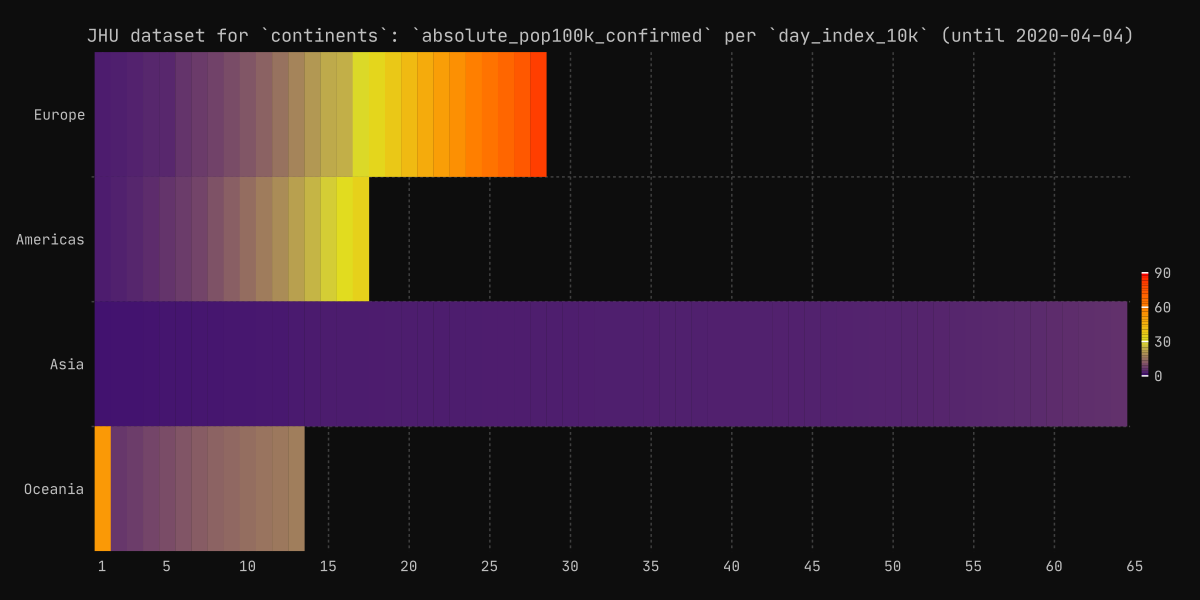 JHU dataset for `continents`: `absolute_pop100k_confirmed` per `day_index_10k` (until 2020-04-04)
Europe
Americas
Asia
Oceania
90
60
30
0
1 5 10 15 20 25 30 35 40 45 50 55 60 65